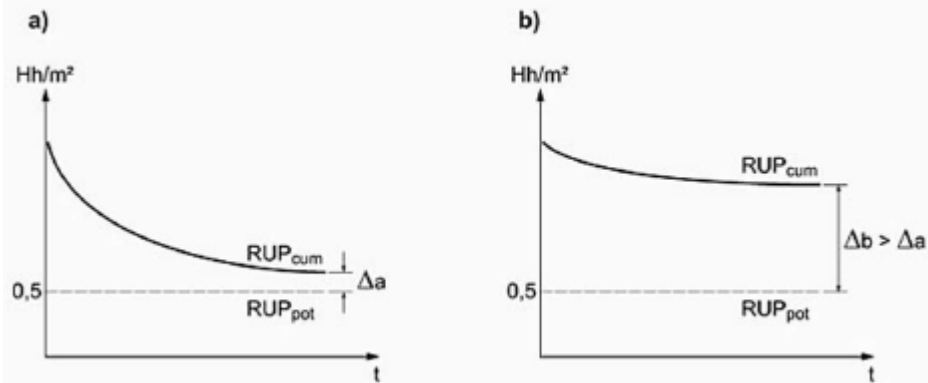 a)
Hh/m²
RUPcum
Δa
0,5
RUPpot
t
b)
Hh/m²
RUPcum
Δb > Δa
0,5
RUPpot
t